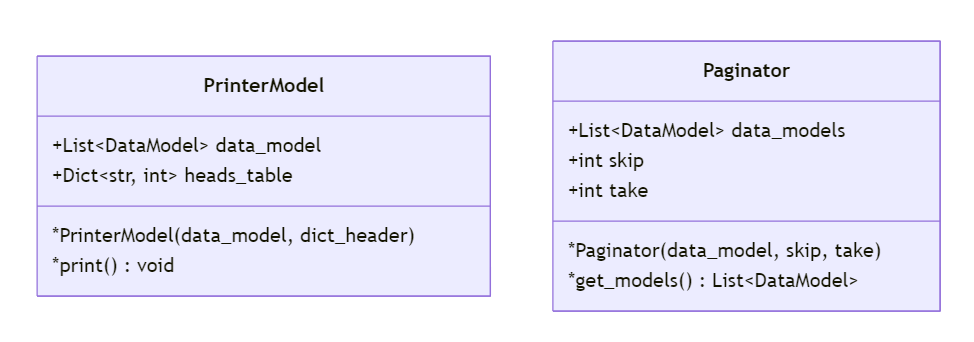 PrinterModel
+List<DataModel> data_model
+Dict<str, int> heads_table
*PrinterModel(data_model, dict_header)
*print() : void
Paginator
+List<DataModel> data_models
+int skip
+int take
*Paginator(data_model, skip, take)
*get_models() : List<DataModel>